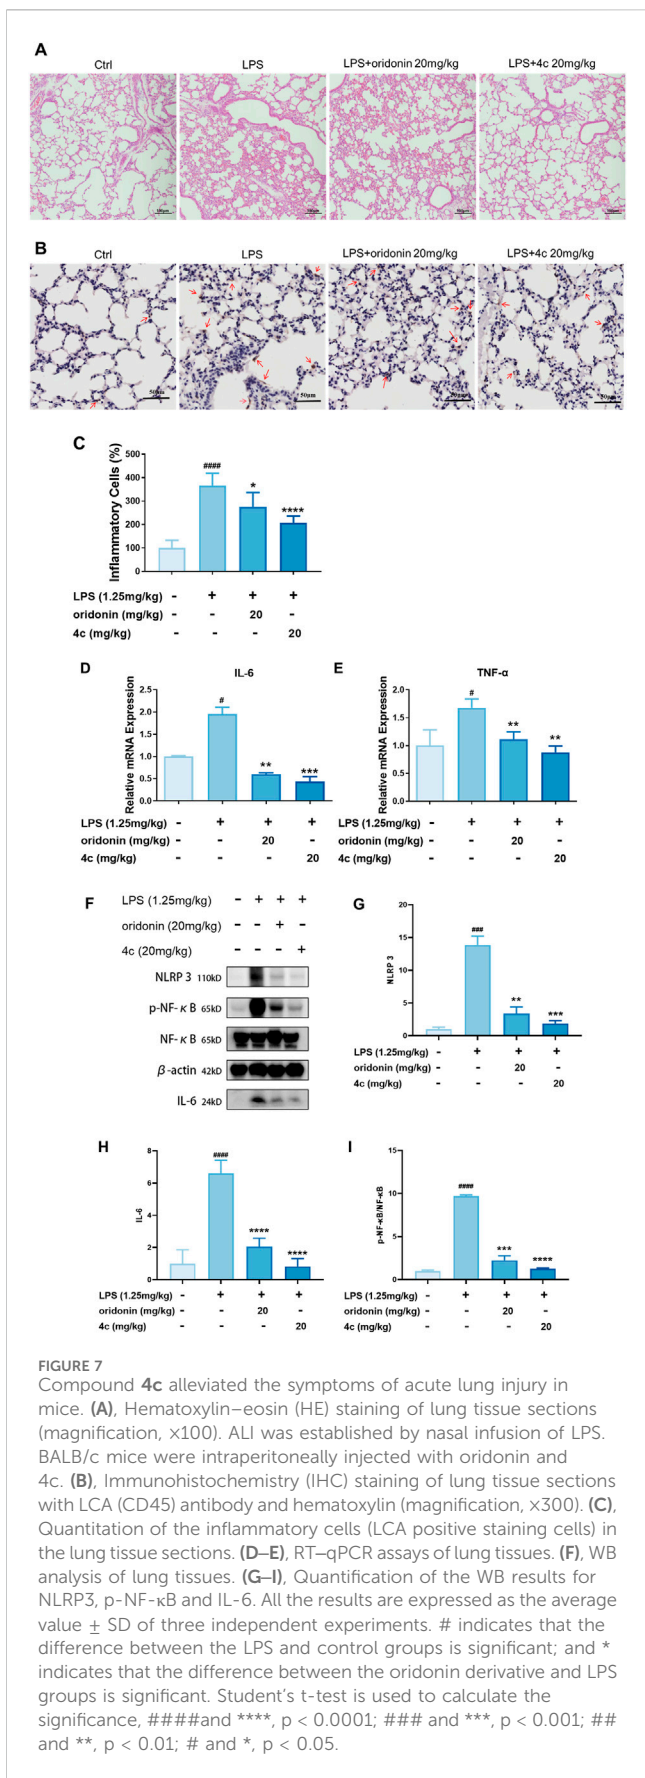 A
Ctrl LPS LPS+oridonin 20mg/kg LPS+4c 20mg/kg
100μm 100μm 100μm 100μm
B
Ctrl LPS LPS+oridonin 20mg/kg LPS+4c 20mg/kg
50μm 50μm 50μm 50μm
C
Inflammatory Cells (%)
500
400
300
200
100
0
#### * ****
LPS (1.25mg/kg) - + + +
oridonin (mg/kg) - - 20 -
4c (mg/kg) - - - 20
D
IL-6
Relative mRNA Expression
2.5
2.0
1.5
1.0
0.5
0.0
# ** ***
LPS (1.25mg/kg) - + + +
oridonin (mg/kg) - - 20 -
4c (mg/kg) - - - 20
E
TNF-α
Relative mRNA Expression
2.0
1.5
1.0
0.5
0.0
# ** **
LPS (1.25mg/kg) - + + +
oridonin (mg/kg) - - 20 -
4c (mg/kg) - - - 20
F
LPS (1.25mg/kg) - + + +
oridonin (20mg/kg) - - + -
4c (20mg/kg) - - - +
NLRP 3 110kD
p-NF-κB 65kD
NF-κB 65kD
β-actin 42kD
IL-6 24kD
G
NLRP 3
20
15
10
5
0
### ** ***
LPS (1.25mg/kg) - + + +
oridonin (mg/kg) - - 20 -
4c (mg/kg) - - - 20
H
IL-6
8
6
4
2
0
#### **** ****
LPS (1.25mg/kg) - + + +
oridonin (mg/kg) - - 20 -
4c (mg/kg) - - - 20
I
p-NF-κB/NF-κB
15
10
5
0
#### *** ****
LPS (1.25mg/kg) - + + +
oridonin (mg/kg) - - 20 -
4c (mg/kg) - - - 20
FIGURE 7
Compound 4c alleviated the symptoms of acute lung injury in
mice. (A), Hematoxylin–eosin (HE) staining of lung tissue sections
(magnification, ×100). ALI was established by nasal infusion of LPS.
BALB/c mice were intraperitoneally injected with oridonin and
4c. (B), Immunohistochemistry (IHC) staining of lung tissue sections
with LCA (CD45) antibody and hematoxylin (magnification, ×300). (C),
Quantitation of the inflammatory cells (LCA positive staining cells) in
the lung tissue sections. (D–E), RT–qPCR assays of lung tissues. (F), WB
analysis of lung tissues. (G–I), Quantification of the WB results for
NLRP3, p-NF-κB and IL-6. All the results are expressed as the average
value ± SD of three independent experiments. # indicates that the
difference between the LPS and control groups is significant; and *
indicates that the difference between the oridonin derivative and LPS
groups is significant. Student's t-test is used to calculate the
significance, ####and ****, p < 0.0001; ### and ***, p < 0.001; ##
and **, p < 0.01; # and *, p < 0.05.